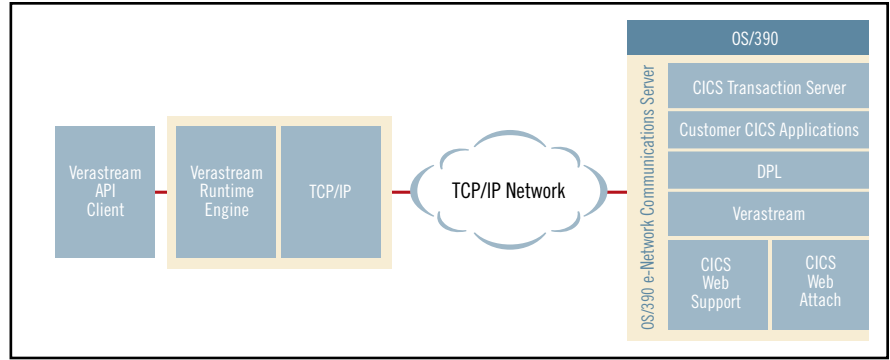 Verastream
API
Client
Verastream
Runtime
Engine
TCP/IP
TCP/IP Network
OS/390
OS/390 e-Network Communications Server
CICS Transaction Server
Customer CICS Applications
DPL
Verastream
CICS
Web
Support
CICS
Web
Attach